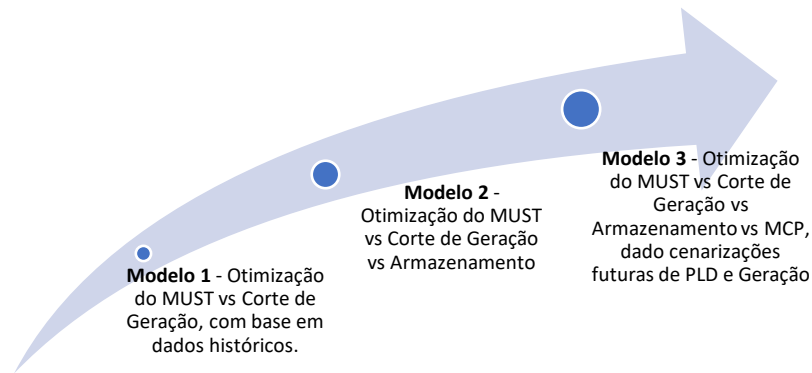 Modelo 1 - Otimização
do MUST vs Corte de
Geração, com base em
dados históricos.
Modelo 2 -
Otimização do MUST
vs Corte de Geração
vs Armazenamento
Modelo 3 - Otimização
do MUST vs Corte de
Geração vs
Armazenamento vs MCP,
dado cenarizações
futuras de PLD e Geração